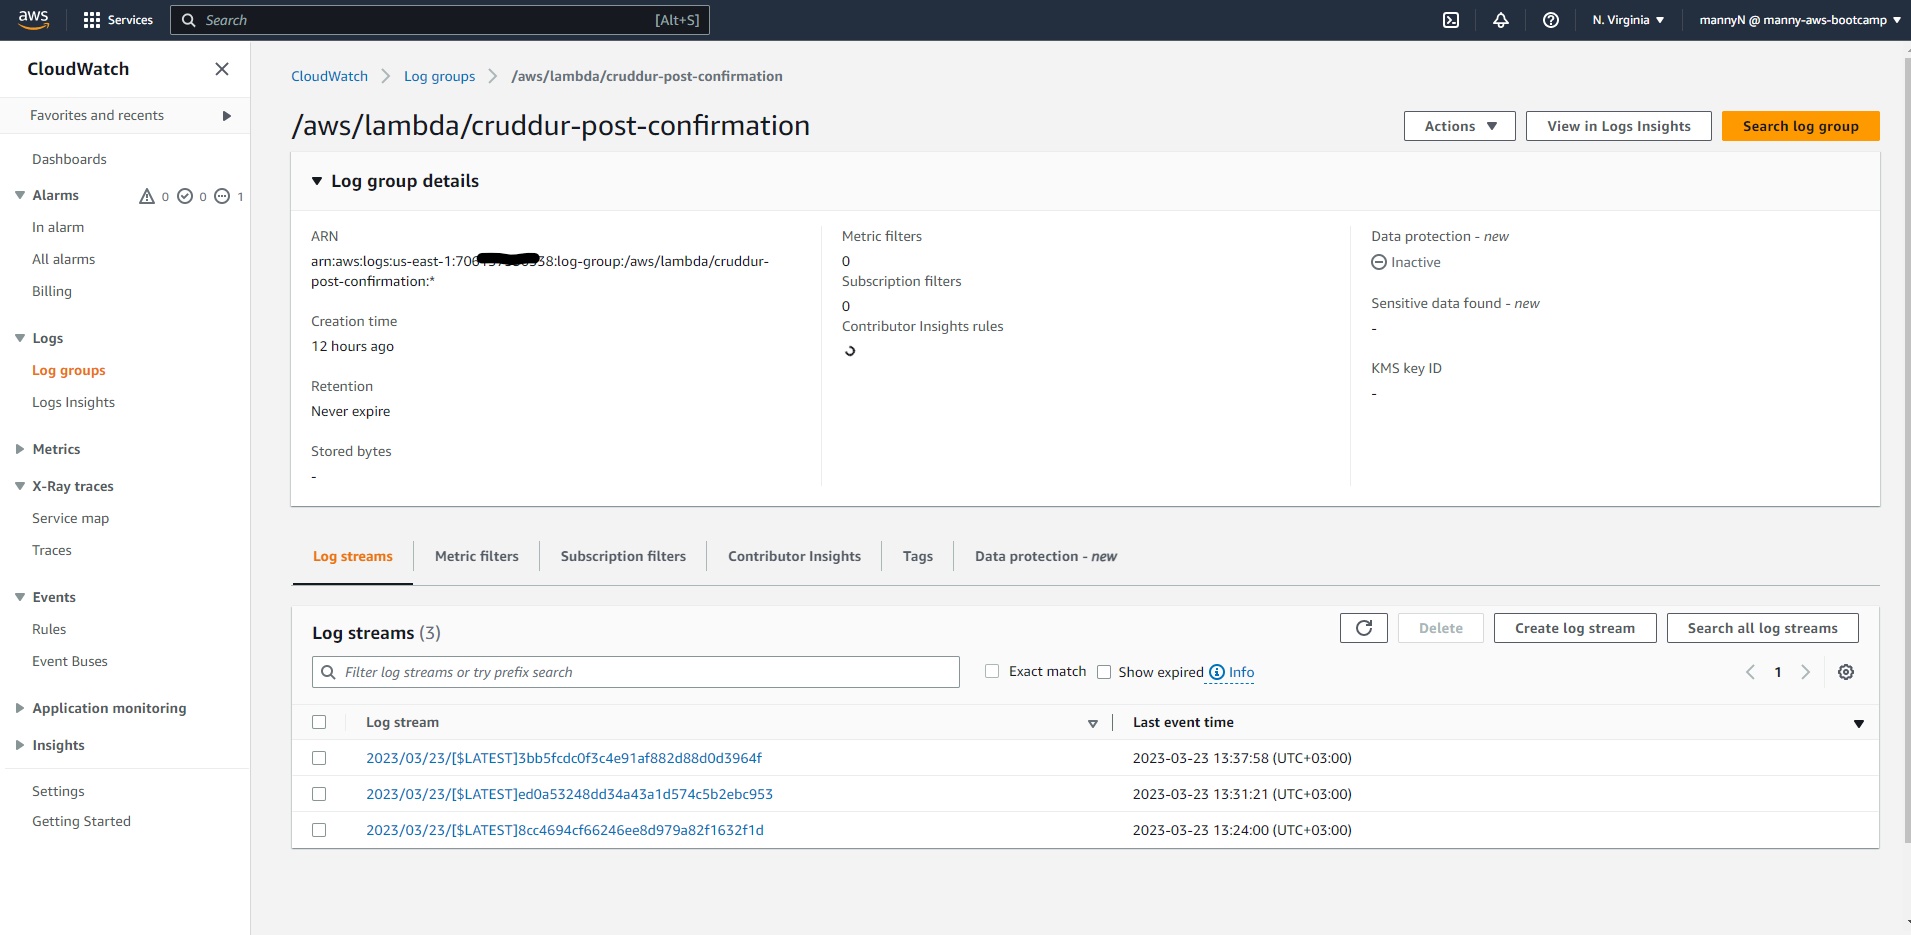 aws Services Search [Alt+S] N. Virginia mannyN @ manny-aws-bootcamp
CloudWatch
Favorites and recents
Dashboards
Alarms 0 0 1
In alarm
All alarms
Billing
Logs
Log groups
Logs Insights
Metrics
X-Ray traces
Service map
Traces
Events
Rules
Event Buses
Application monitoring
Insights
Settings
Getting Started
CloudWatch Log groups /aws/lambda/cruddur-post-confirmation
/aws/lambda/cruddur-post-confirmation
Actions View in Logs Insights Search log group
Log group details
ARN
arn:aws:logs:us-east-1:706 38:log-group:/aws/lambda/cruddur-
post-confirmation:*
Creation time
12 hours ago
Retention
Never expire
Stored bytes
-
Metric filters
0
Subscription filters
0
Contributor Insights rules
Data protection - new
Inactive
Sensitive data found - new
-
KMS key ID
-
Log streams Metric filters Subscription filters Contributor Insights Tags Data protection - new
Log streams (3)
Delete Create log stream Search all log streams
Filter log streams or try prefix search Exact match Show expired Info 1
Log stream Last event time
2023/03/23/[$LATEST]3bb5fcdc0f3c4e91af882d88d0d3964f 2023-03-23 13:37:58 (UTC+03:00)
2023/03/23/[$LATEST]ed0a53248dd34a43a1d574c5b2ebc953 2023-03-23 13:31:21 (UTC+03:00)
2023/03/23/[$LATEST]8cc4694cf66246ee8d979a82f1632f1d 2023-03-23 13:24:00 (UTC+03:00)